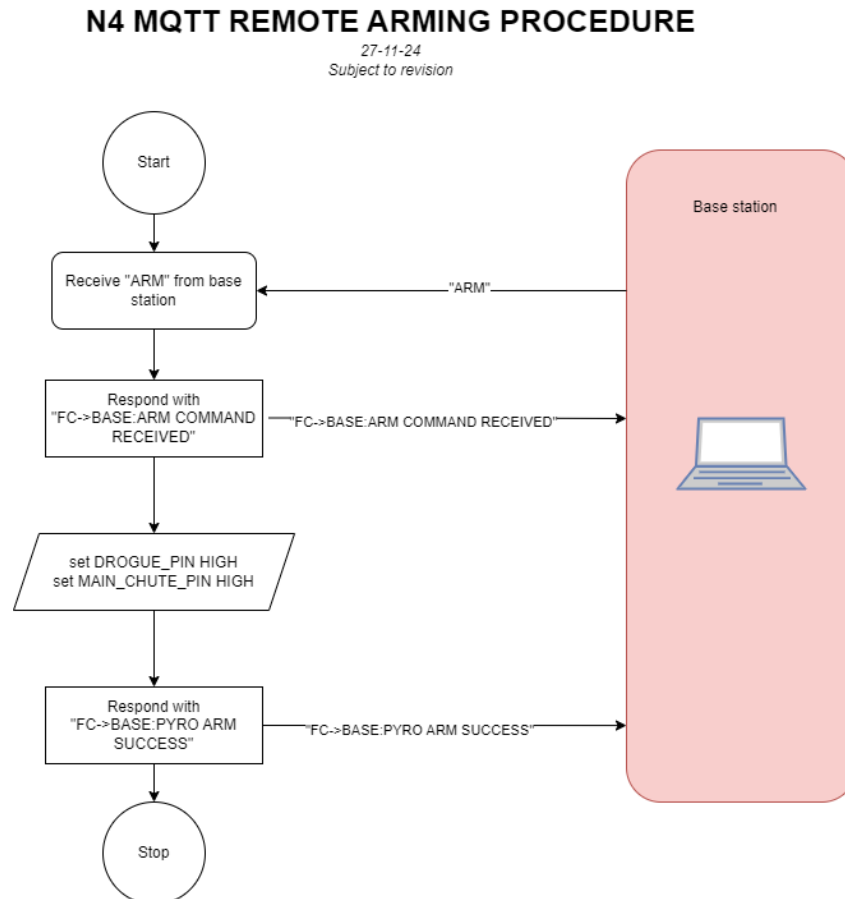 N4 MQTT REMOTE ARMING PROCEDURE
27-11-24
Subject to revision
Start
Base station
Receive "ARM" from base
station
"ARM"
Respond with
"FC->BASE:ARM COMMAND
RECEIVED"
"FC->BASE:ARM COMMAND RECEIVED"
set DROGUE_PIN HIGH
set MAIN_CHUTE_PIN HIGH
Respond with
"FC->BASE:PYRO ARM
SUCCESS"
"FC->BASE:PYRO ARM SUCCESS"
Stop